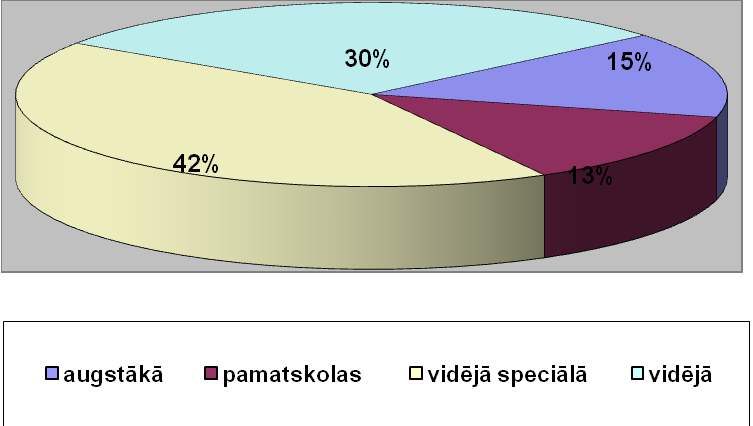 30%
15%
42%
13%
augstākā pamatskolas vidējā speciālā vidējā